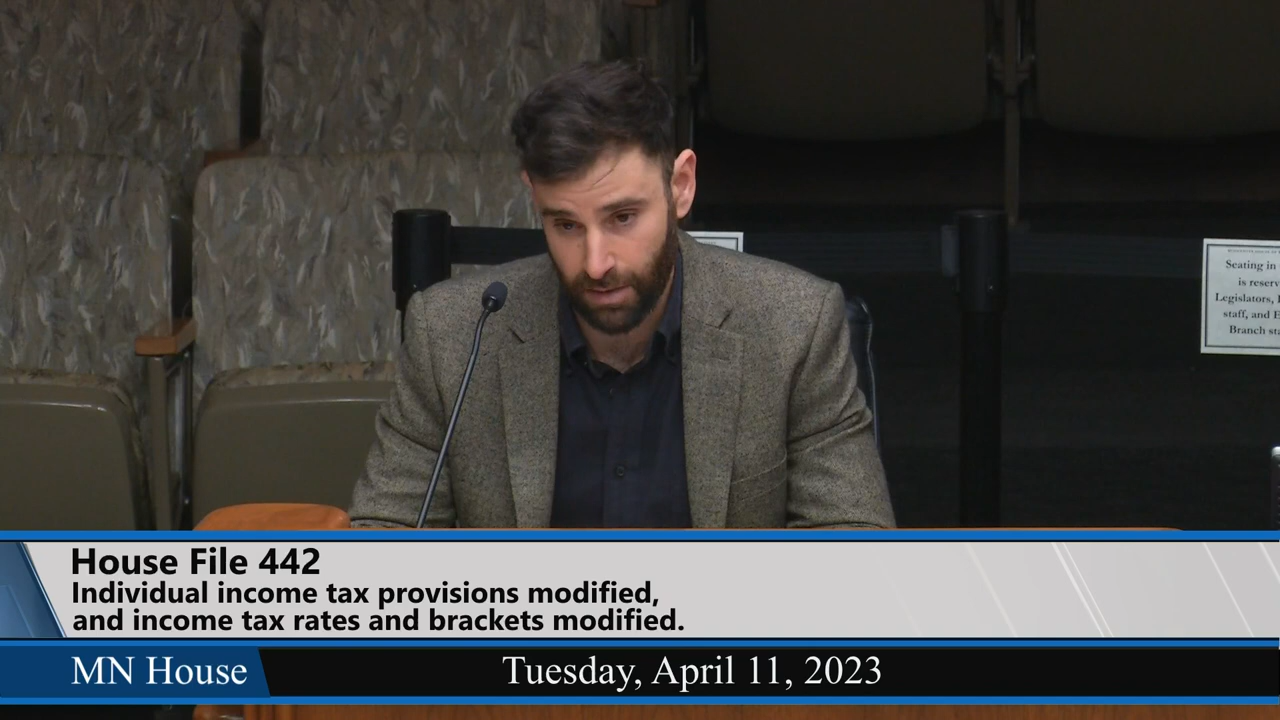 Seating in
is reserv
Legislators,
staff, and E
Branch sta
House File 442
Individual income tax provisions modified,
and income tax rates and brackets modified.
MN House
Tuesday, April 11, 2023